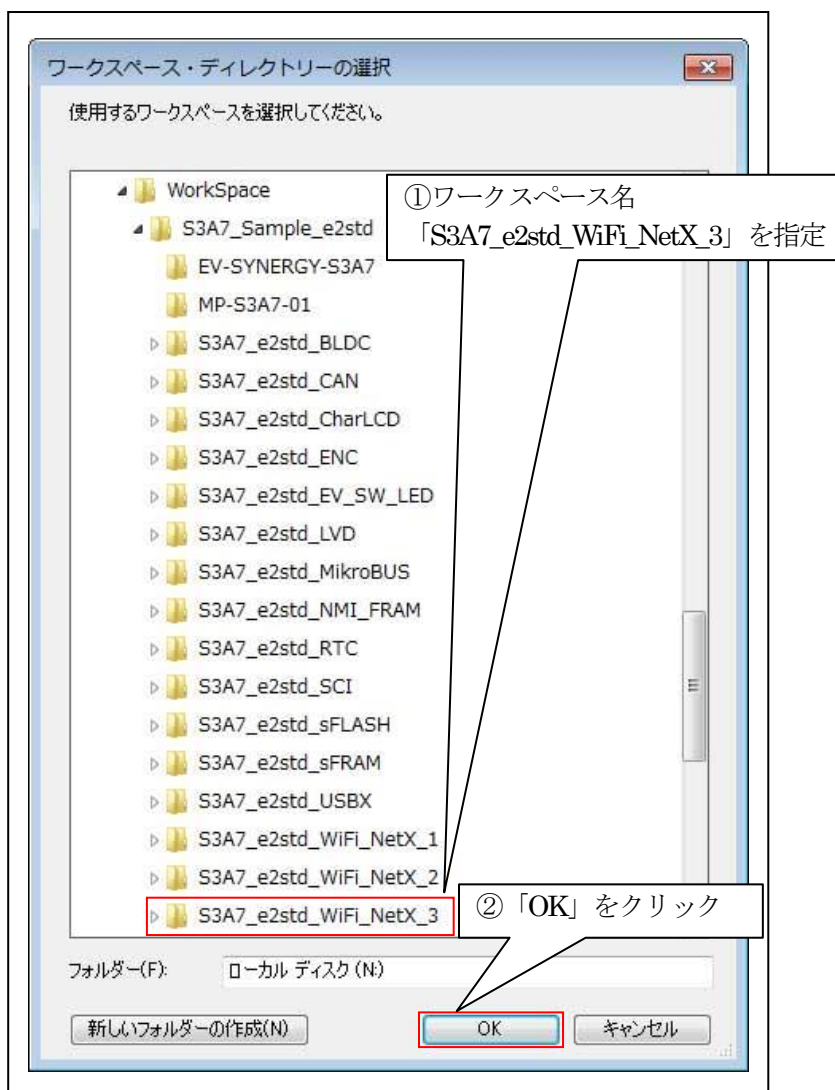 ワークスペース・ディレクトリーの選択
使用するワークスペースを選択してください。
WorkSpace
①ワークスペース名
「S3A7_e2std_WiFi_NetX_3」を指定
S3A7_Sample_e2std
EV-SYNERGY-S3A7
MP-S3A7-01
S3A7_e2std_BLDC
S3A7_e2std_CAN
S3A7_e2std_CharLCD
S3A7_e2std_ENC
S3A7_e2std_EV_SW_LED
S3A7_e2std_LVD
S3A7_e2std_MikroBUS
S3A7_e2std_NMI_FRAM
S3A7_e2std_RTC
S3A7_e2std_SCI
S3A7_e2std_sFLASH
S3A7_e2std_sFRAM
S3A7_e2std_USBX
S3A7_e2std_WiFi_NetX_1
S3A7_e2std_WiFi_NetX_2
S3A7_e2std_WiFi_NetX_3
②「OK」をクリック
フォルダー(F): ローカル ディスク (N:)
新しいフォルダーの作成(N) OK キャンセル